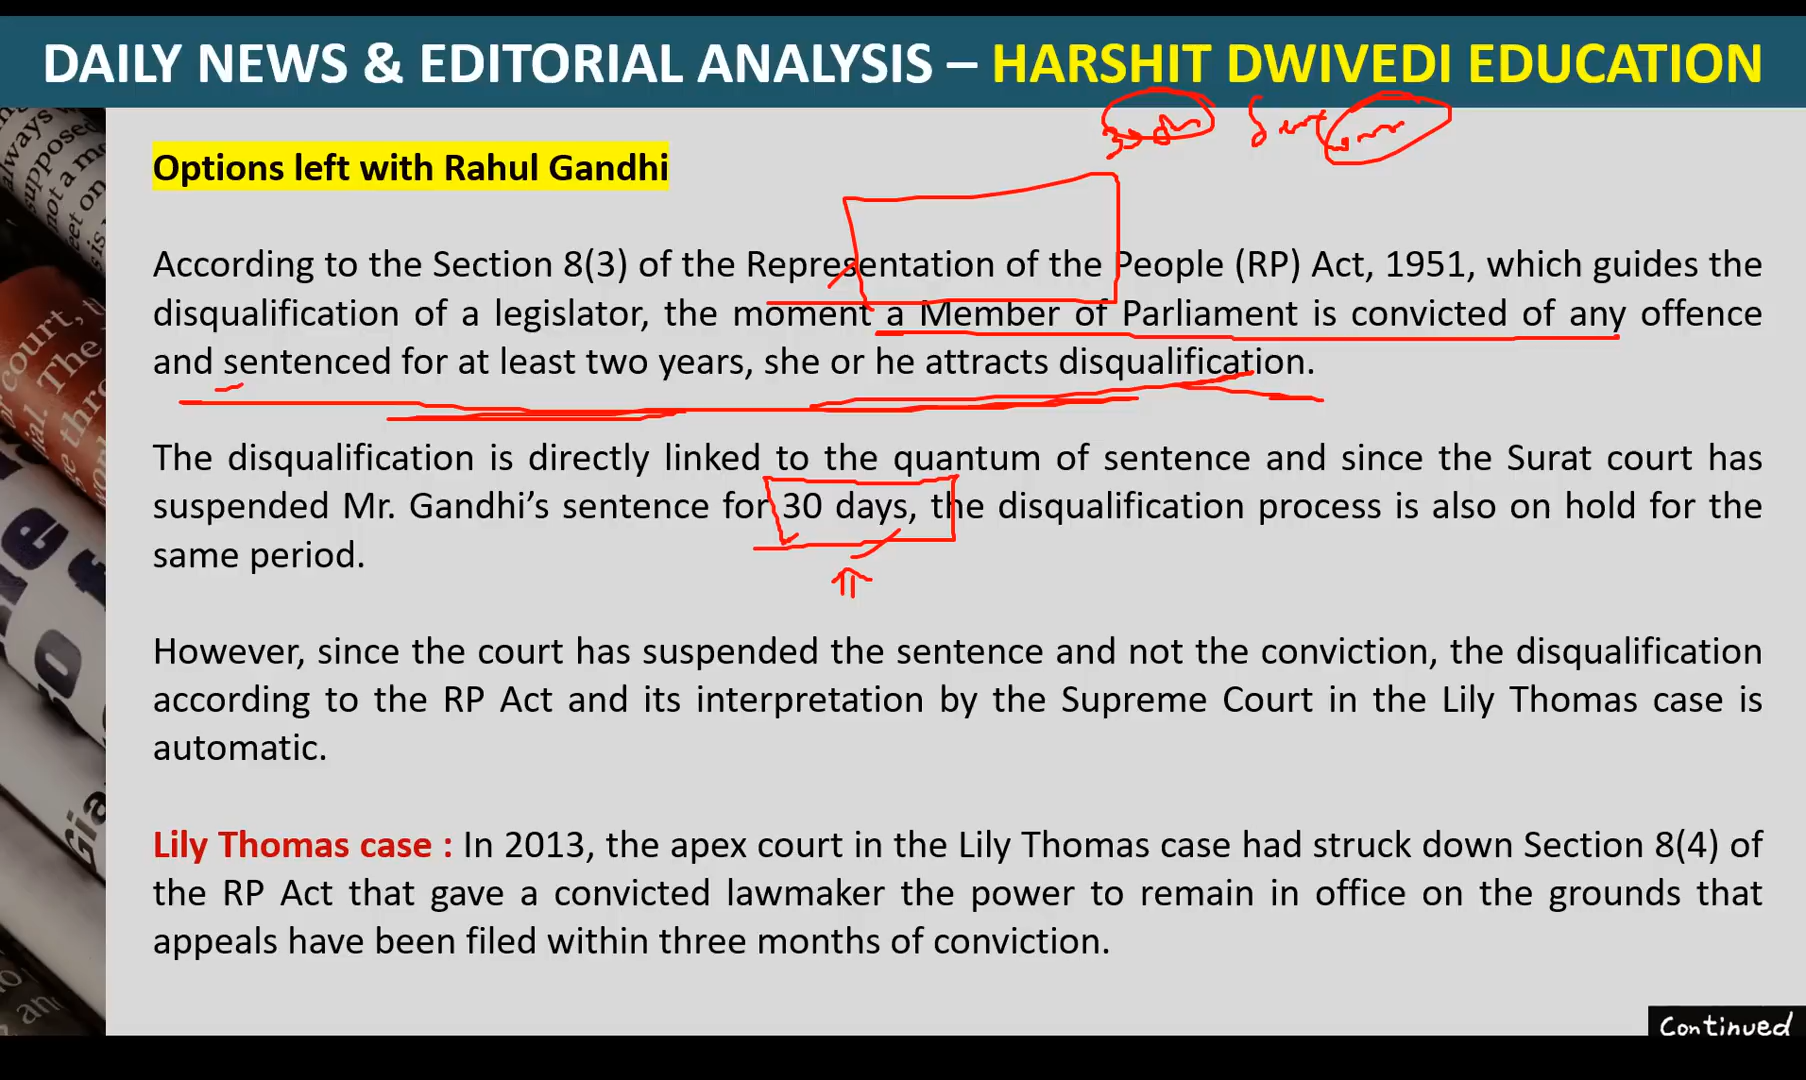 DAILY NEWS & EDITORIAL ANALYSIS – HARSHIT DWIVEDI EDUCATION
Options left with Rahul Gandhi
According to the Section 8(3) of the Representation of the People (RP) Act, 1951, which guides the
disqualification of a legislator, the moment a Member of Parliament is convicted of any offence
and sentenced for at least two years, she or he attracts disqualification.
The disqualification is directly linked to the quantum of sentence and since the Surat court has
suspended Mr. Gandhi’s sentence for 30 days, the disqualification process is also on hold for the
same period.
However, since the court has suspended the sentence and not the conviction, the disqualification
according to the RP Act and its interpretation by the Supreme Court in the Lily Thomas case is
automatic.
Lily Thomas case : In 2013, the apex court in the Lily Thomas case had struck down Section 8(4) of
the RP Act that gave a convicted lawmaker the power to remain in office on the grounds that
appeals have been filed within three months of conviction.
Continued